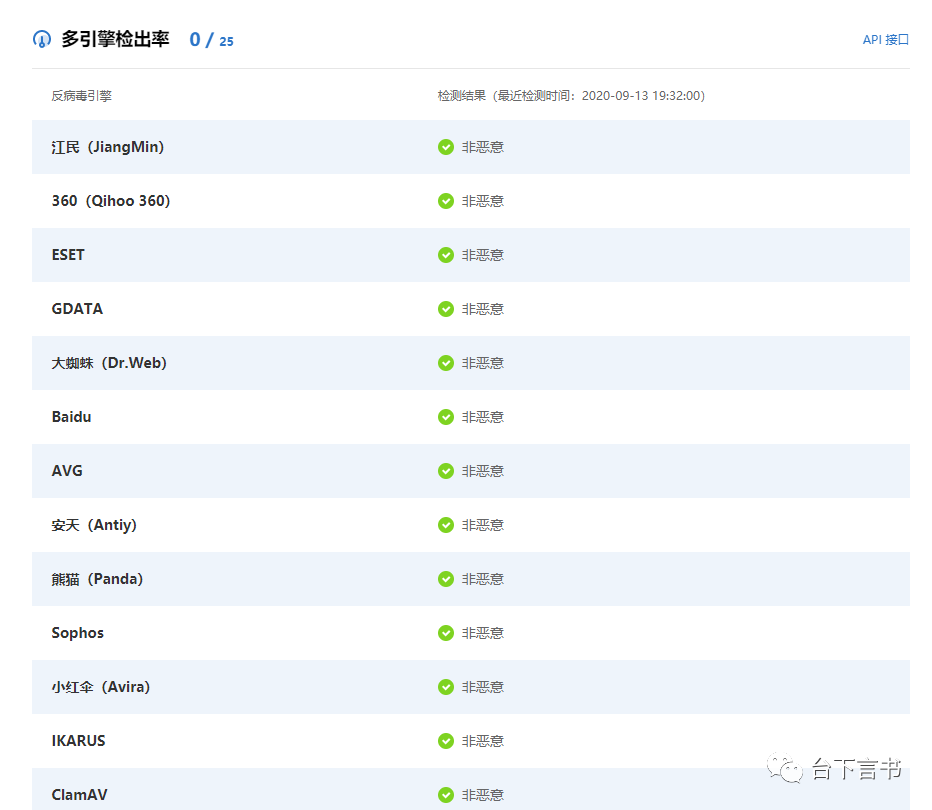 多引擎检出率 0 / 25 API 接口
反病毒引擎 检测结果（最近检测时间：2020-09-13 19:32:00）
江民（JiangMin） 非恶意
360（Qihoo 360） 非恶意
ESET 非恶意
GDATA 非恶意
大蜘蛛（Dr.Web） 非恶意
Baidu 非恶意
AVG 非恶意
安天（Antiy） 非恶意
熊猫（Panda） 非恶意
Sophos 非恶意
小红伞（Avira） 非恶意
IKARUS 非恶意
台下言书
ClamAV 非恶意